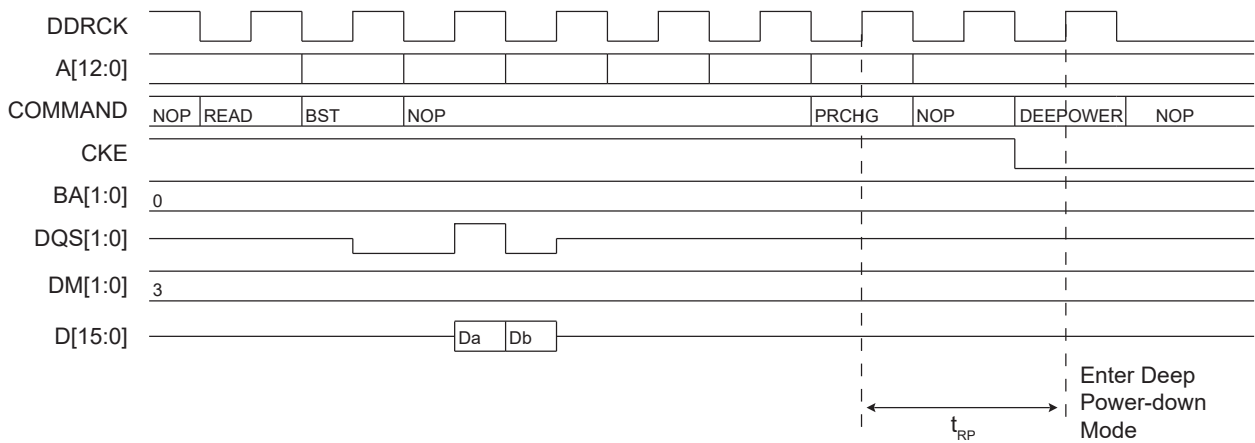 DDRCK
A[12:0]
COMMAND NOP READ BST NOP PRCHG NOP DEEPOWER NOP
CKE
BA[1:0] 0
DQS[1:0]
DM[1:0] 3
D[15:0] Da Db
tRP
Enter Deep
Power-down
Mode